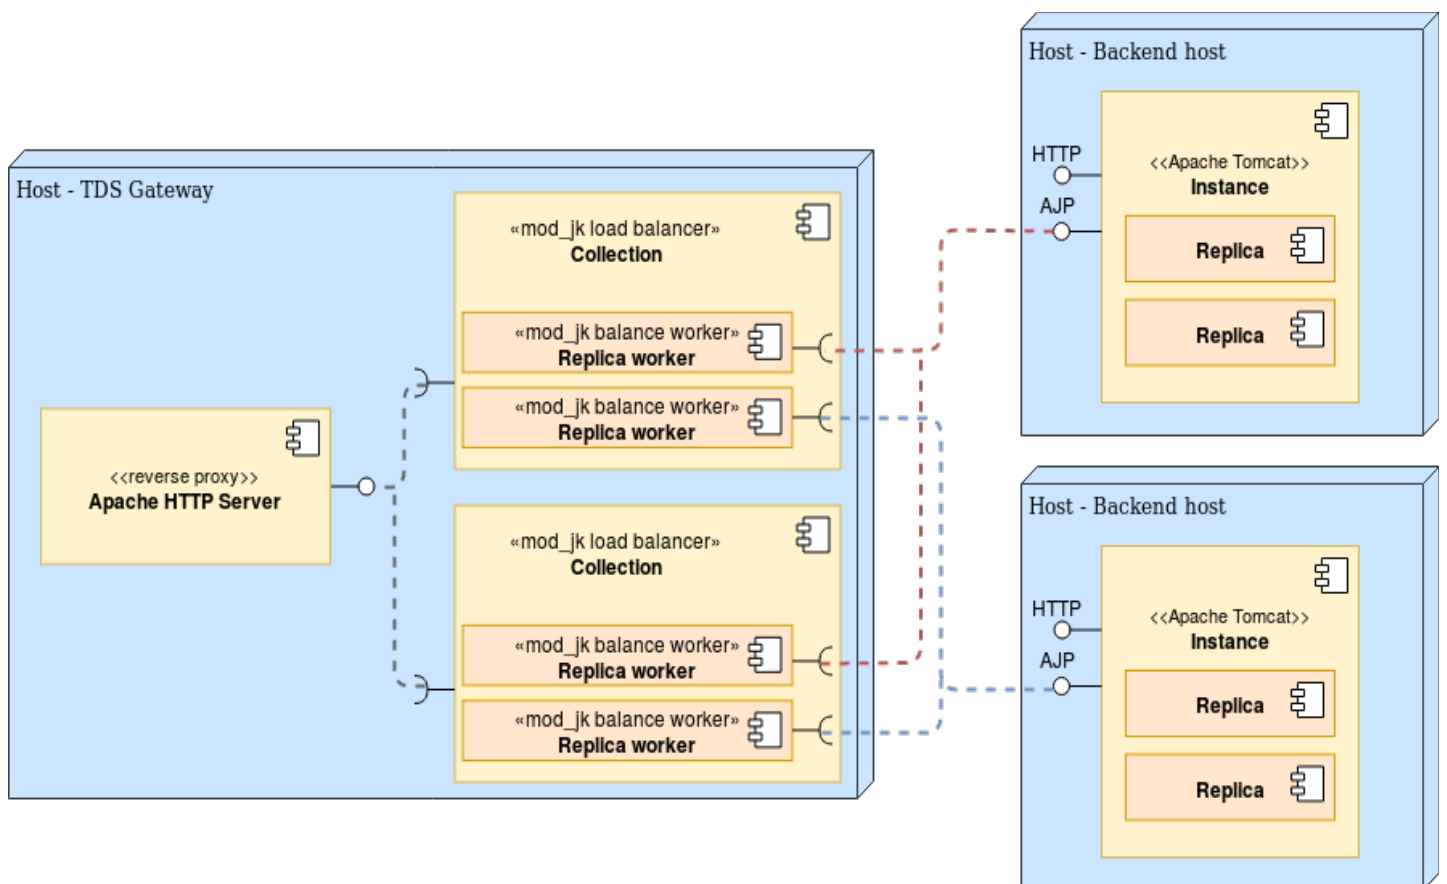 Host - TDS Gateway
<<reverse proxy>>
Apache HTTP Server
«mod_jk load balancer»
Collection
«mod_jk balance worker»
Replica worker
«mod_jk balance worker»
Replica worker
«mod_jk load balancer»
Collection
«mod_jk balance worker»
Replica worker
«mod_jk balance worker»
Replica worker
Host - Backend host
HTTP
AJP
<<Apache Tomcat>>
Instance
Replica
Replica
Host - Backend host
HTTP
AJP
<<Apache Tomcat>>
Instance
Replica
Replica